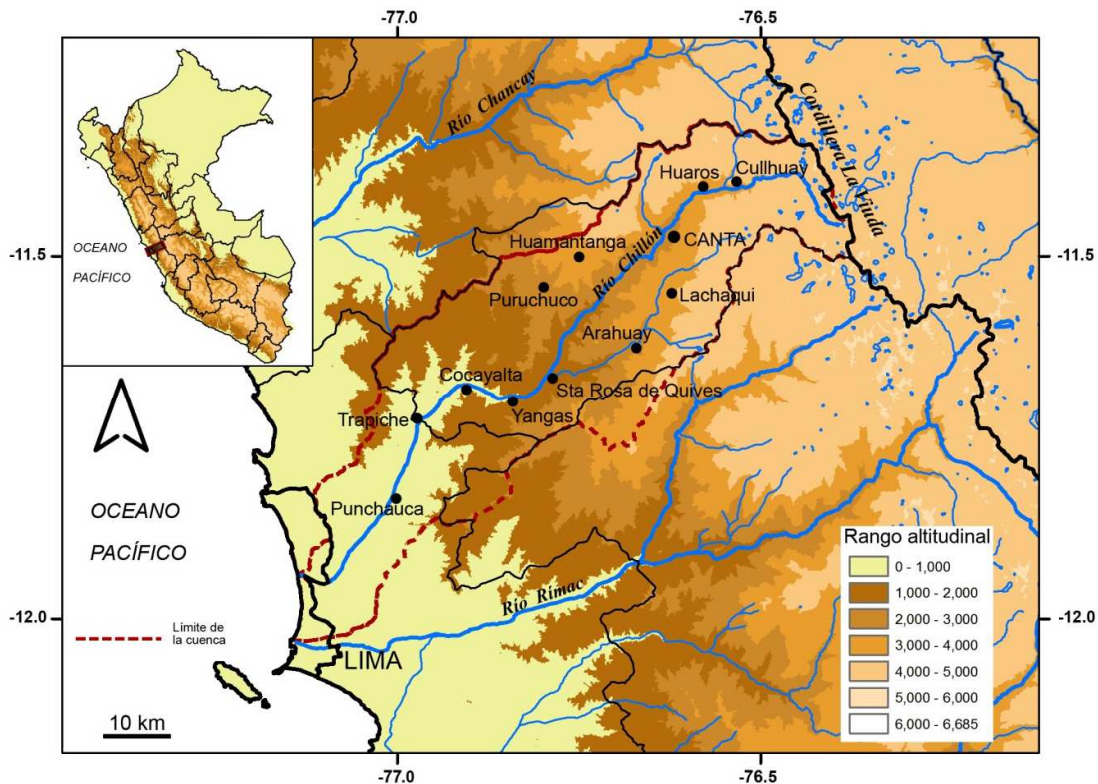 -77.0
-76.5
Río Chancay
Cordillera La Viuda
Huaros
Cullhuay
OCEANO
PACÍFICO
-11.5
Huamantanga
Río Chillón
CANTA
-11.5
Puruchuco
Lachaqui
Arahuay
Cocayalta
Sta Rosa de Quives
Trapiche
Yangas
Punchauca
OCEANO
PACÍFICO
Rango altitudinal
0 - 1,000
1,000 - 2,000
2,000 - 3,000
3,000 - 4,000
4,000 - 5,000
5,000 - 6,000
6,000 - 6,685
Río Rímac
-12.0
-12.0
Límite de
la cuenca
LIMA
10 km
-77.0
-76.5